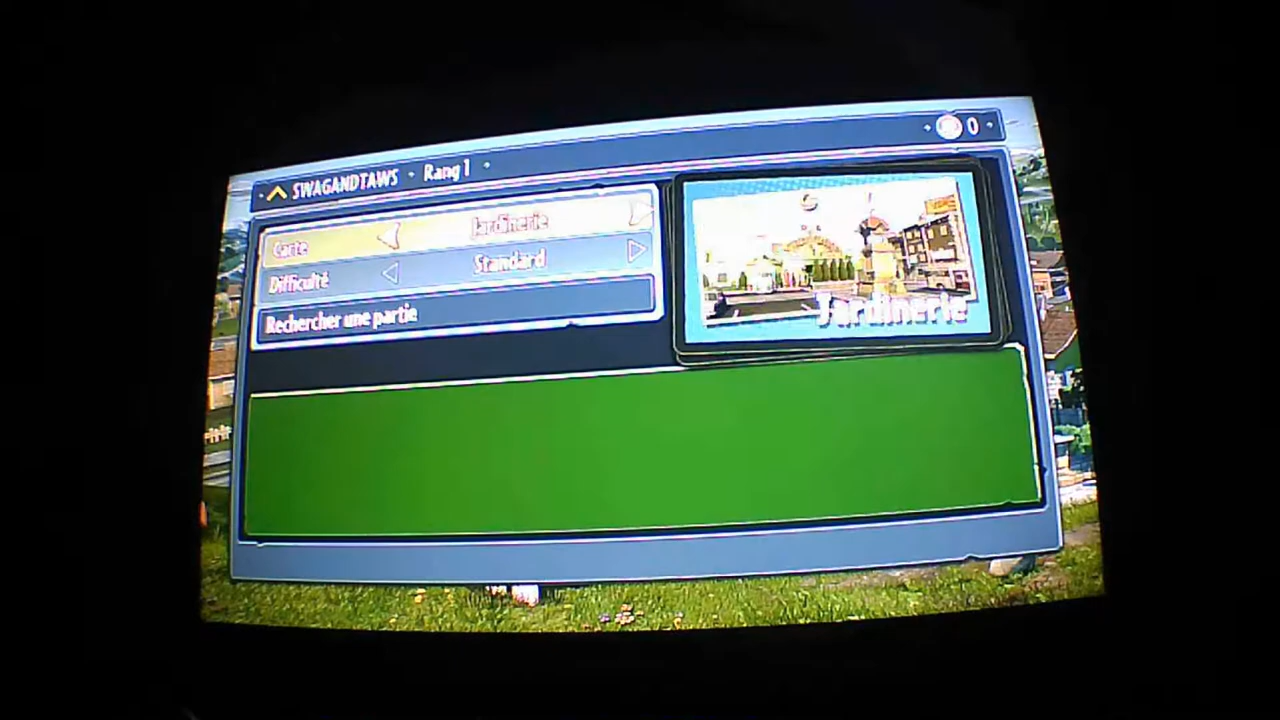 SWAGANDTAWS • Rang 1
0
Carte Jardinerie
Difficulté Standard
Rechercher une partie
Jardinerie